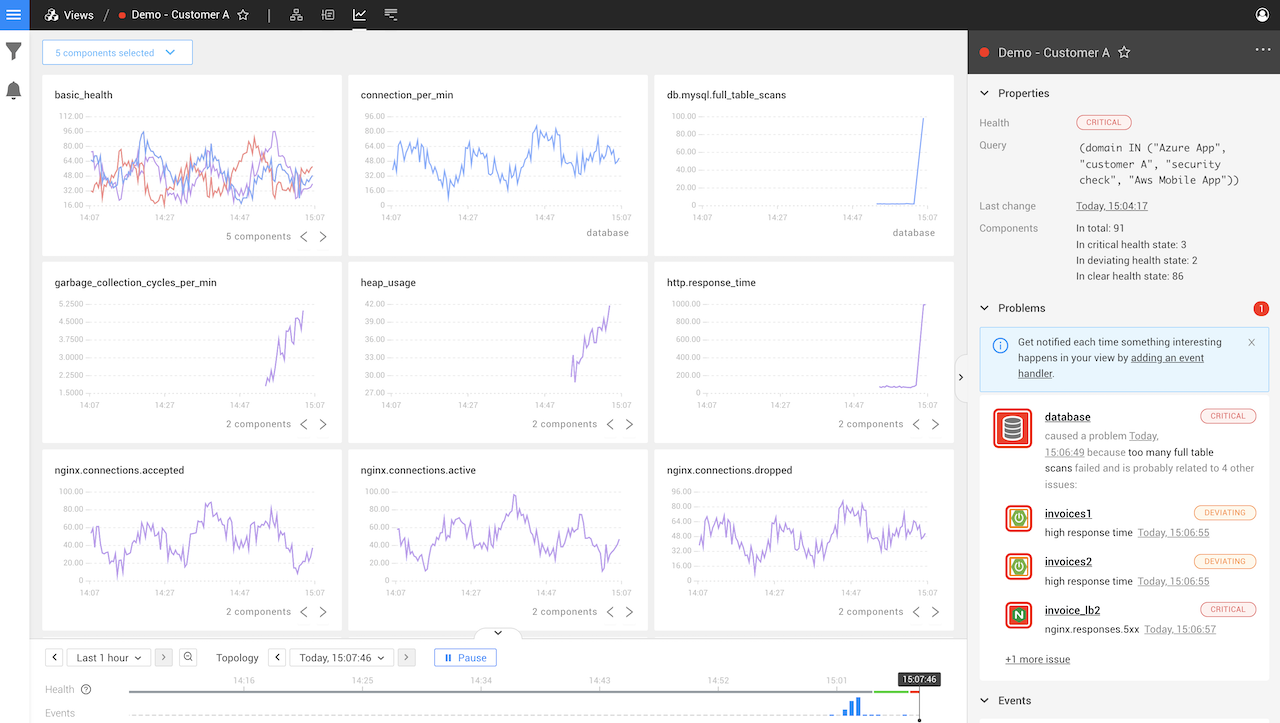 Views / Demo - Customer A
5 components selected
basic_health
112.00
96.00
80.00
64.00
48.00
32.00
16.00
14:07 14:27 14:47 15:07
5 components
connection_per_min
96.00
80.00
64.00
48.00
32.00
16.00
0
14:07 14:27 14:47 15:07
database
db.mysql.full_table_scans
100.00
80.00
60.00
40.00
20.00
0
14:07 14:27 14:47 15:07
database
garbage_collection_cycles_per_min
5.2500
4.5000
3.7500
3.0000
2.2500
1.5000
14:07 14:27 14:47 15:07
2 components
heap_usage
42.00
39.00
36.00
33.00
30.00
27.00
14:07 14:27 14:47 15:07
2 components
http.response_time
1000.00
800.00
600.00
400.00
200.00
0
14:07 14:27 14:47 15:07
2 components
nginx.connections.accepted
100.00
80.00
60.00
40.00
20.00
0
14:07 14:27 14:47 15:07
2 components
nginx.connections.active
100.00
80.00
60.00
40.00
20.00
0
14:07 14:27 14:47 15:07
2 components
nginx.connections.dropped
96.00
80.00
64.00
48.00
32.00
16.00
0
14:07 14:27 14:47 15:07
2 components
Last 1 hour Topology Today, 15:07:46 Pause
14:16 14:25 14:34 14:43 14:52 15:01 15:07:46
Health
Events
Demo - Customer A
Properties
Health CRITICAL
Query (domain IN ("Azure App",
"customer A", "security
check", "Aws Mobile App"))
Last change Today, 15:04:17
Components In total: 91
In critical health state: 3
In deviating health state: 2
In clear health state: 86
Problems 1
Get notified each time something interesting
happens in your view by adding an event
handler.
database CRITICAL
caused a problem Today,
15:06:49 because too many full table
scans failed and is probably related to 4 other
issues:
invoices1 DEVIATING
high response time Today, 15:06:55
invoices2 DEVIATING
high response time Today, 15:06:55
N invoice_lb2 CRITICAL
nginx.responses.5xx Today, 15:06:57
+1 more issue
Events